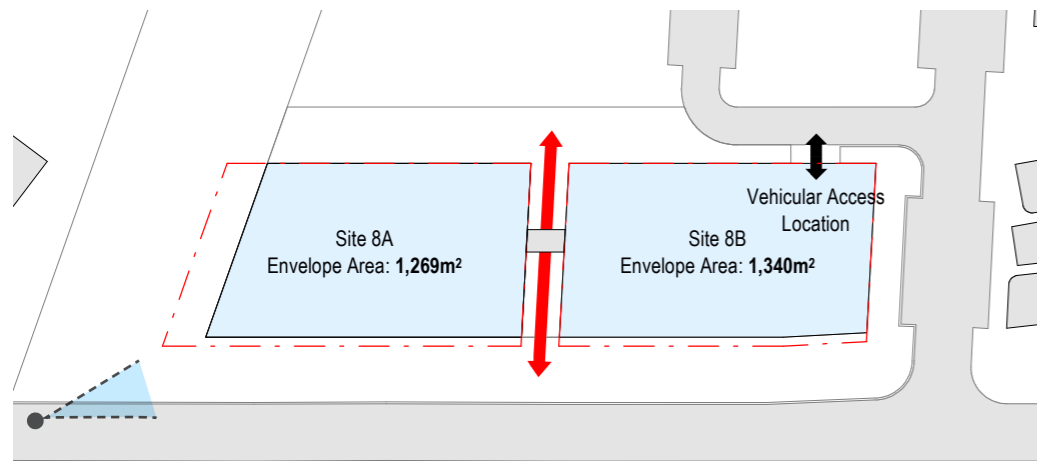 Site 8A
Envelope Area: 1,269m²
Site 8B
Envelope Area: 1,340m²
Vehicular Access
Location